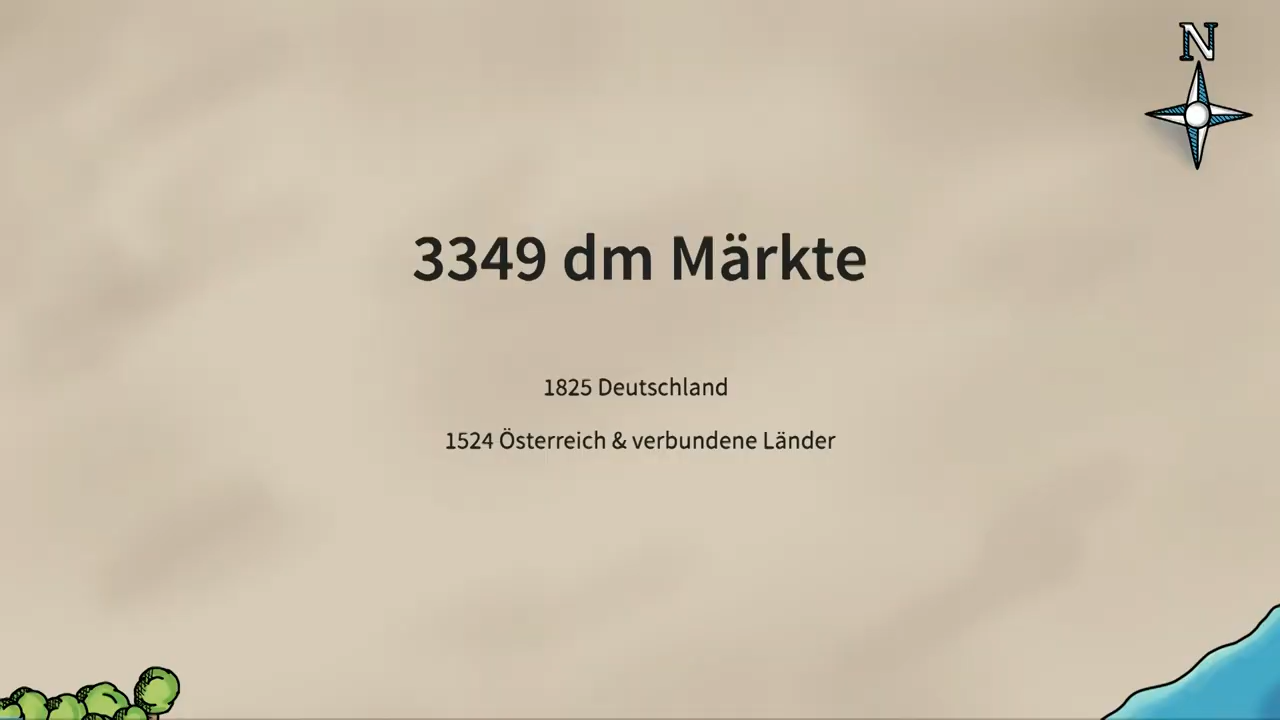 N
3349 dm Märkte
1825 Deutschland
1524 Österreich & verbundene Länder